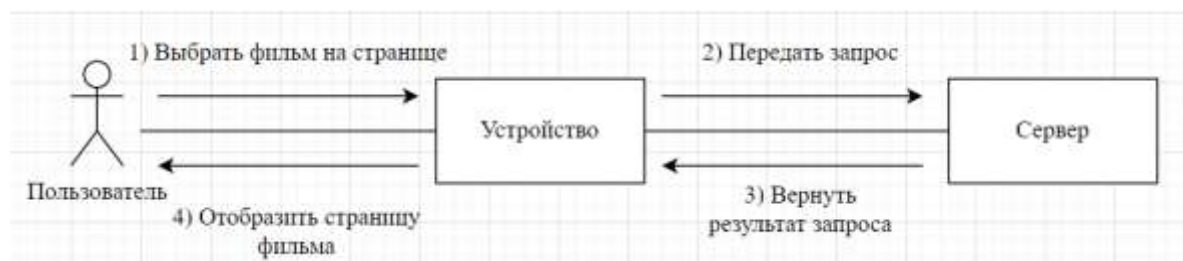 1) Выбрать фильм на странице
2) Передать запрос
Устройство
Сервер
Пользователь
4) Отобразить страницу
фильма
3) Вернуть
результат запроса